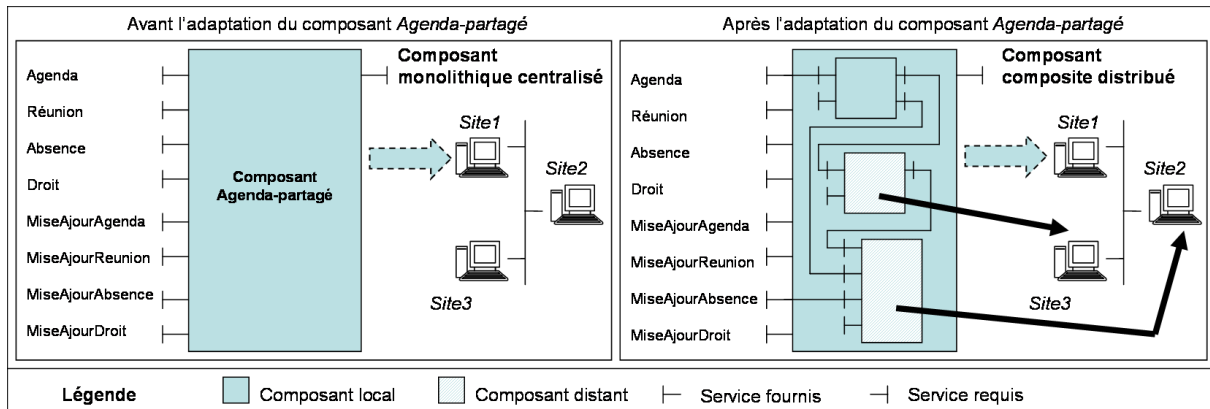 Avant l'adaptation du composant Agenda-partagé
Agenda
Réunion
Absence
Droit
MiseAjourAgenda
MiseAjourReunion
MiseAjourAbsence
MiseAjourDroit
Composant
Agenda-partagé
Composant
monolithique centralisé
Site1
Site2
Site3
Après l'adaptation du composant Agenda-partagé
Agenda
Réunion
Absence
Droit
MiseAjourAgenda
MiseAjourReunion
MiseAjourAbsence
MiseAjourDroit
Composant
composite distribué
Site1
Site2
Site3
Légende
Composant local
Composant distant
Service fournis
Service requis